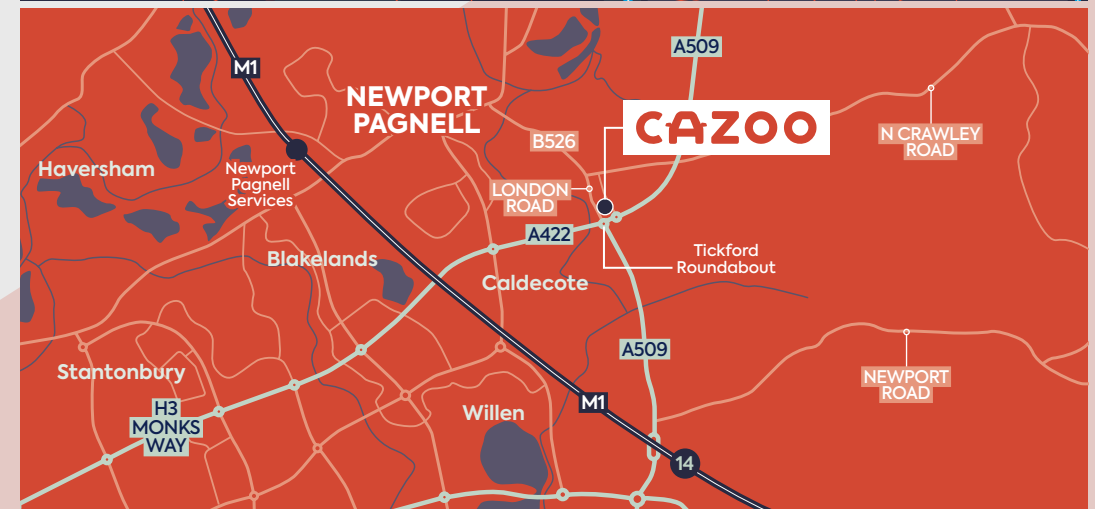 A509
M1
NEWPORT
PAGNELL
CAZOO
B526
N CRAWLEY
ROAD
Haversham
Newport
Pagnell
Services
LONDON
ROAD
A422
Tickford
Roundabout
Blakelands
Caldecote
A509
Stantonbury
NEWPORT
ROAD
H3
MONKS
WAY
Willen
M1
14